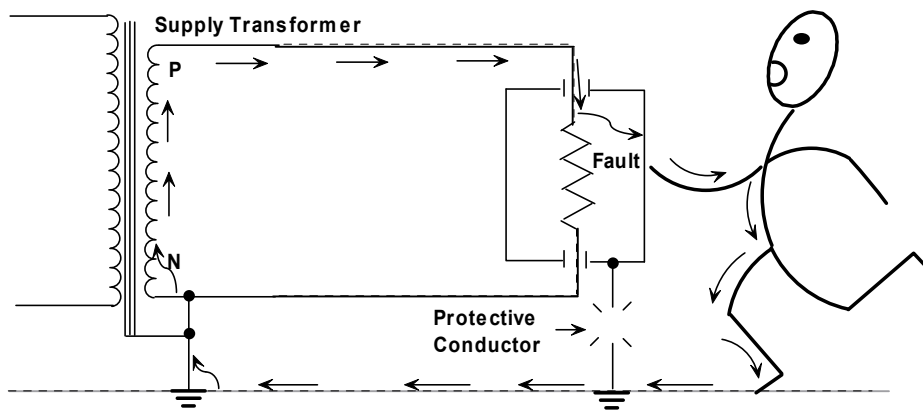 Supply Transformer
P
Fault
N
Protective
Conductor